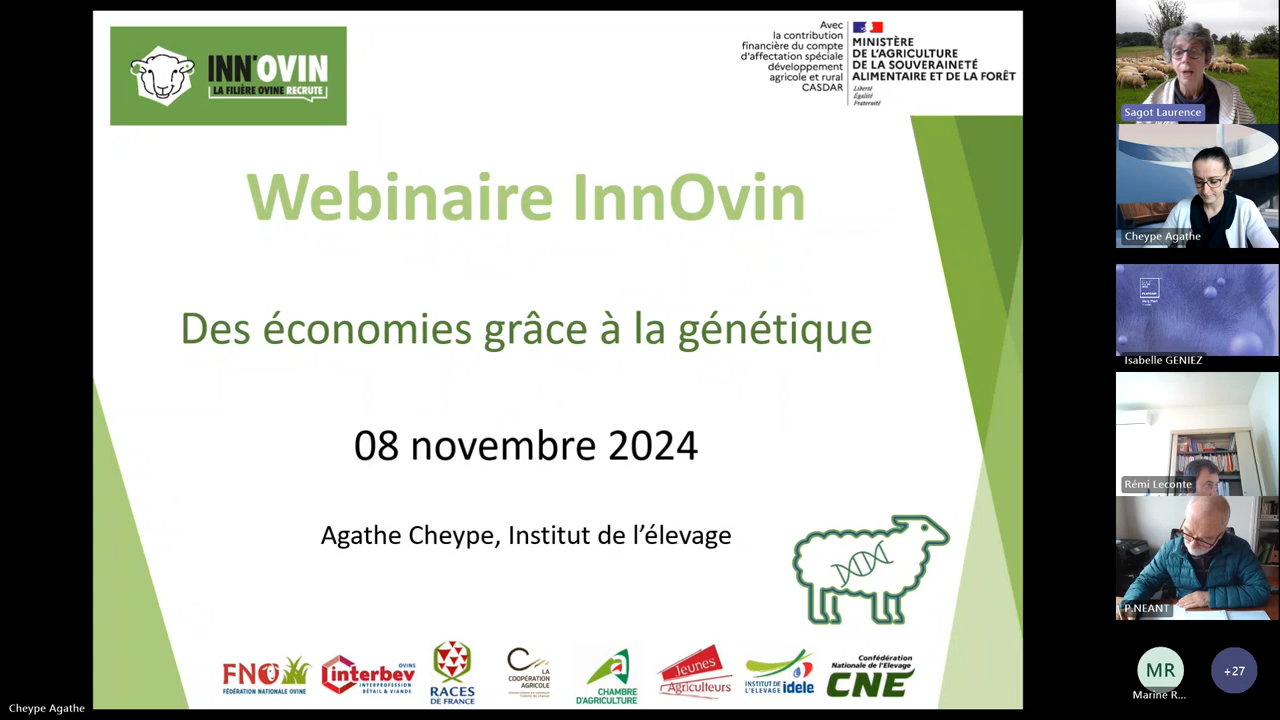 INN'OVIN
LA FILIÈRE OVINE RECRUTE
Avec
la contribution
financière du compte
d'affectation spéciale
développement
agricole et rural
CASDAR
MINISTÈRE
DE L'AGRICULTURE
DE LA SOUVERAINETÉ
ALIMENTAIRE ET DE LA FORÊT
Liberté
Égalité
Fraternité
Webinaire InnOvin
Des économies grâce à la génétique
08 novembre 2024
Agathe Cheype, Institut de l'élevage
FNO
FÉDÉRATION NATIONALE OVINE
OVINS
interbev
INTERPROFESSION
BÉTAIL & VIANDE
RACES
DE FRANCE
LA
COOPÉRATION
AGRICOLE
CHAMBRE
D'AGRICULTURE
Jeunes
Agriculteurs
INSTITUT DE
L'ELEVAGE idele
Confédération
Nationale de l'Elevage
CNE
Cheype Agathe
Sagot Laurence
Cheype Agathe
Isabelle GENIEZ
Rémi Leconte
P.NEANT
MR
Marine R...
+27